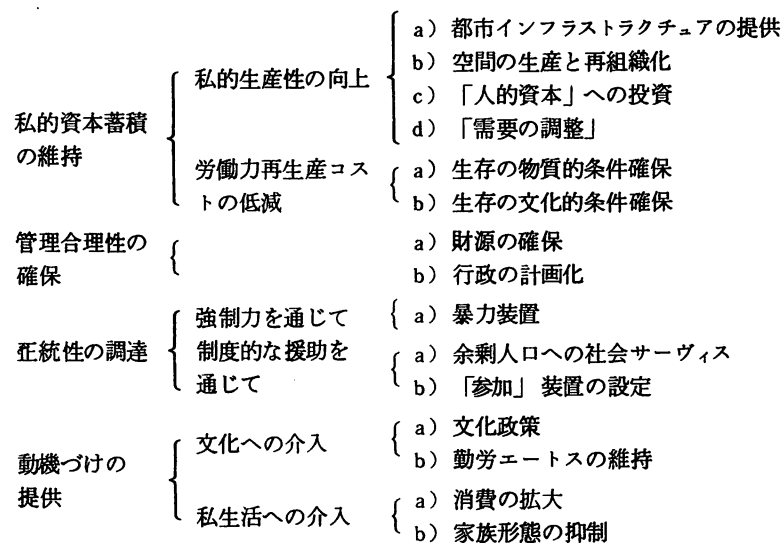 私的資本蓄積
の維持
私的生産性の向上
a) 都市インフラストラクチュアの提供
b) 空間の生産と再組織化
c) 「人的資本」への投資
d) 「需要の調整」
労働力再生産コス
トの低減
a) 生存の物質的条件確保
b) 生存の文化的条件確保
管理合理性の
確保
a) 財源の確保
b) 行政の計画化
正統性の調達
強制力を通じて
a) 暴力装置
制度的な援助を
通じて
a) 余剰人口への社会サーヴィス
b) 「参加」装置の設定
動機づけの
提供
文化への介入
a) 文化政策
b) 勤労エートスの維持
私生活への介入
a) 消費の拡大
b) 家族形態の抑制